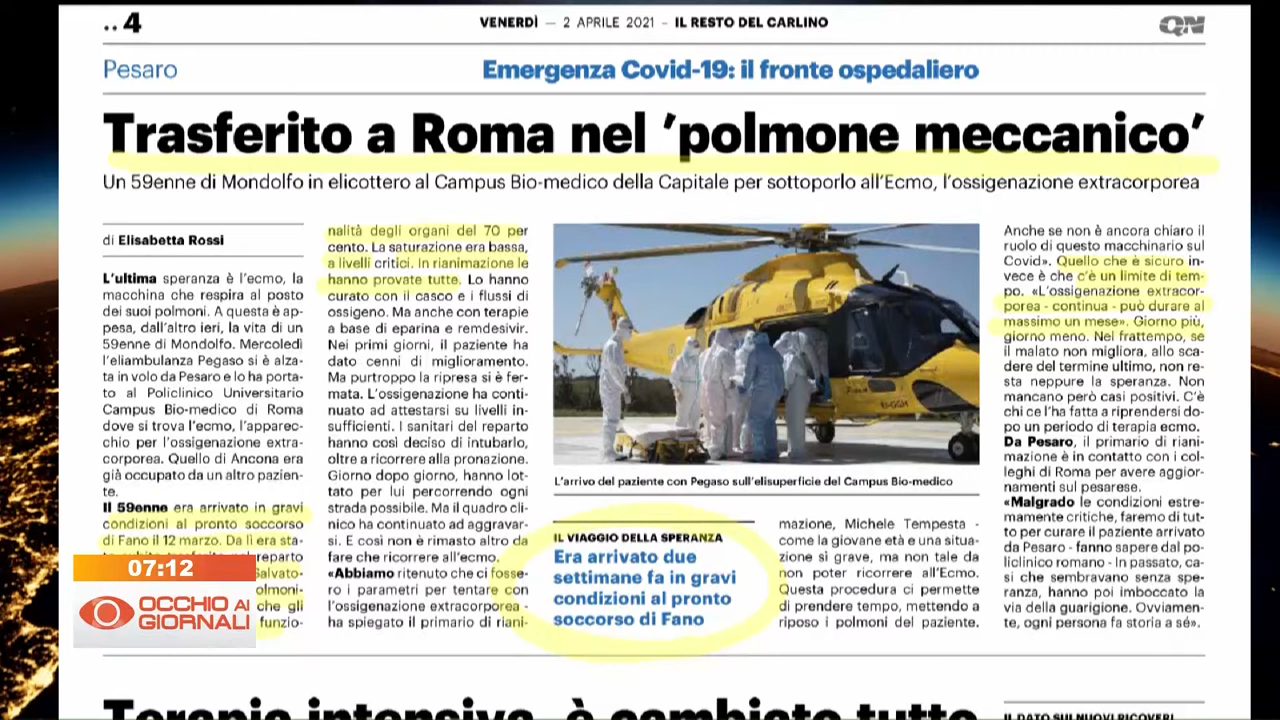 ..4
VENERDÌ — 2 APRILE 2021 – IL RESTO DEL CARLINO
QN
Pesaro
Emergenza Covid-19: il fronte ospedaliero
Trasferito a Roma nel 'polmone meccanico'
Un 59enne di Mondolfo in elicottero al Campus Bio-medico della Capitale per sottoporlo all'Ecmo, l'ossigenazione extracorporea
di Elisabetta Rossi
L'ultima speranza è l'ecmo, la
macchina che respira al posto
dei suoi polmoni. A questa è ap-
pesa, dall'altro ieri, la vita di un
59enne di Mondolfo. Mercoledì
l'eliambulanza Pegaso si è alza-
ta in volo da Pesaro e lo ha porta-
to al Policlinico Universitario
Campus Bio-medico di Roma
dove si trova l'ecmo, l'apparec-
chio per l'ossigenazione extra-
corporea. Quello di Ancona era
già occupato da un altro pazien-
te.
Il 59enne era arrivato in gravi
condizioni al pronto soccorso
di Fano il 12 marzo. Da lì era sta-
reparto
Salvato-
olmoni-
che gli
funzio-
nalità degli organi del 70 per
cento. La saturazione era bassa,
a livelli critici. In rianimazione le
hanno provate tutte. Lo hanno
curato con il casco e i flussi di
ossigeno. Ma anche con terapie
a base di eparina e remdesivir.
Nei primi giorni, il paziente ha
dato cenni di miglioramento.
Ma purtroppo la ripresa si è fer-
mata. L'ossigenazione ha conti-
nuato ad attestarsi su livelli in-
sufficienti. I sanitari del reparto
hanno così deciso di intubarlo,
oltre a ricorrere alla pronazione.
Giorno dopo giorno, hanno lot-
tato per lui percorrendo ogni
strada possibile. Ma il quadro cli-
nico ha continuato ad aggravar-
si. E così non è rimasto altro da
fare che ricorrere all'ecmo.
«Abbiamo ritenuto che ci fosse-
ro i parametri per tentare con
l'ossigenazione extracorporea -
ha spiegato il primario di riani-
L'arrivo del paziente con Pegaso sull'elisuperficie del Campus Bio-medico
IL VIAGGIO DELLA SPERANZA
Era arrivato due
settimane fa in gravi
condizioni al pronto
soccorso di Fano
mazione, Michele Tempesta -
come la giovane età e una situa-
zione sì grave, ma non tale da
non poter ricorrere all'Ecmo.
Questa procedura ci permette
di prendere tempo, mettendo a
riposo i polmoni del paziente.
Anche se non è ancora chiaro il
ruolo di questo macchinario sul
Covid». Quello che è sicuro in-
vece è che c'è un limite di tem-
po. «L'ossigenazione extracor-
porea - continua - può durare al
massimo un mese». Giorno più,
giorno meno. Nel frattempo, se
il malato non migliora, allo sca-
dere del termine ultimo, non re-
sta neppure la speranza. Non
mancano però casi positivi. C'è
chi ce l'ha fatta a riprendersi do-
po un periodo di terapia ecmo.
Da Pesaro, il primario di riani-
mazione è in contatto con i col-
leghi di Roma per avere aggior-
namenti sul pesarese.
«Malgrado le condizioni estre-
mamente critiche, faremo di tut-
to per curare il paziente arrivato
da Pesaro - fanno sapere dal po-
liclinico romano - In passato, ca-
si che sembravano senza spe-
ranza, hanno poi imboccato la
via della guarigione. Ovviamen-
te, ogni persona fa storia a sé».
07:12
OCCHIO AI
GIORNALI
Terapia intensiva, è cambiato tutto
IL DATO SUI NUOVI RICOVERI